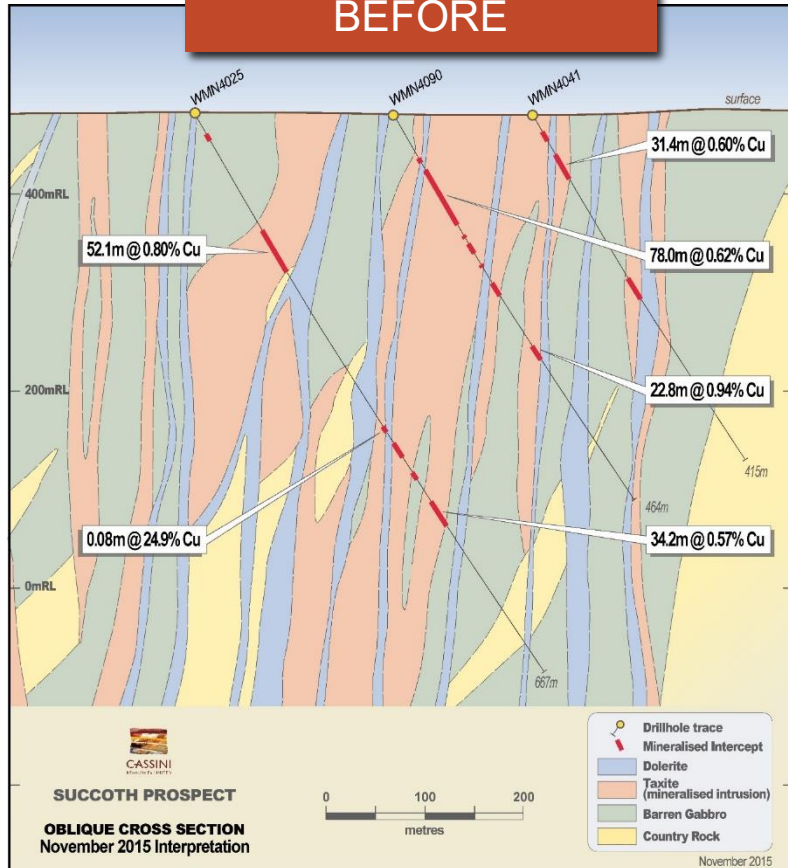 BEFORE
WMN4025
WMN4090
WMN4041
surface
31.4m @ 0.60% Cu
400mRL
52.1m @ 0.80% Cu
78.0m @ 0.62% Cu
200mRL
22.8m @ 0.94% Cu
415m
464m
0.08m @ 24.9% Cu
34.2m @ 0.57% Cu
0mRL
667m
CASSINI
SUCCOTH PROSPECT
OBLIQUE CROSS SECTION
November 2015 Interpretation
0 100 200
metres
Drillhole trace
Mineralised Intercept
Dolerite
Taxite
(mineralised intrusion)
Barren Gabbro
Country Rock
November 2015